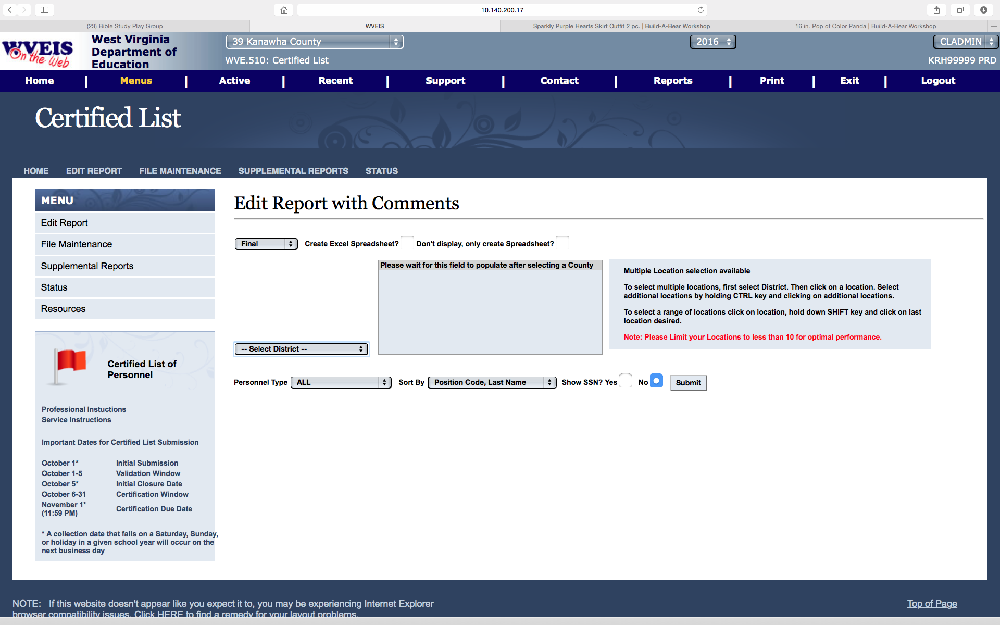 10.140.200.17
(23) Bible Study Play Group
WVEIS
Sparkly Purple Hearts Skirt Outfit 2 pc. | Build-A-Bear Workshop
16 in. Pop of Color Panda | Build-A-Bear Workshop
WVEIS
On the Web
West Virginia
Department of
Education
39 Kanawha County
2016
CLADMIN
WVE.510: Certified List
KRH99999 PRD
Home | Menus | Active | Recent | Support | Contact | Reports | Print | Exit | Logout
Certified List
HOME EDIT REPORT FILE MAINTENANCE SUPPLEMENTAL REPORTS STATUS
MENU
Edit Report
File Maintenance
Supplemental Reports
Status
Resources
Certified List of
Personnel
Professional Instuctions
Service Instructions
Important Dates for Certified List Submission
October 1* Initial Submission
October 1-5 Validation Window
October 5* Initial Closure Date
October 6-31 Certification Window
November 1*
(11:59 PM) Certification Due Date
* A collection date that falls on a Saturday, Sunday,
or holiday in a given school year will occur on the
next business day
Edit Report with Comments
Final Create Excel Spreadsheet? Don't display, only create Spreadsheet?
-- Select District --
Please wait for this field to populate after selecting a County
Multiple Location selection available
To select multiple locations, first select District. Then click on a location. Select
additional locations by holding CTRL key and clicking on additional locations.
To select a range of locations click on location, hold down SHIFT key and click on last
location desired.
Note: Please Limit your Locations to less than 10 for optimal performance.
Personnel Type ALL Sort By Position Code, Last Name Show SSN? Yes No Submit
NOTE: If this website doesn't appear like you expect it to, you may be experiencing Internet Explorer
browser compatibility issues. Click HERE to find a remedy for your layout problems.
Top of Page